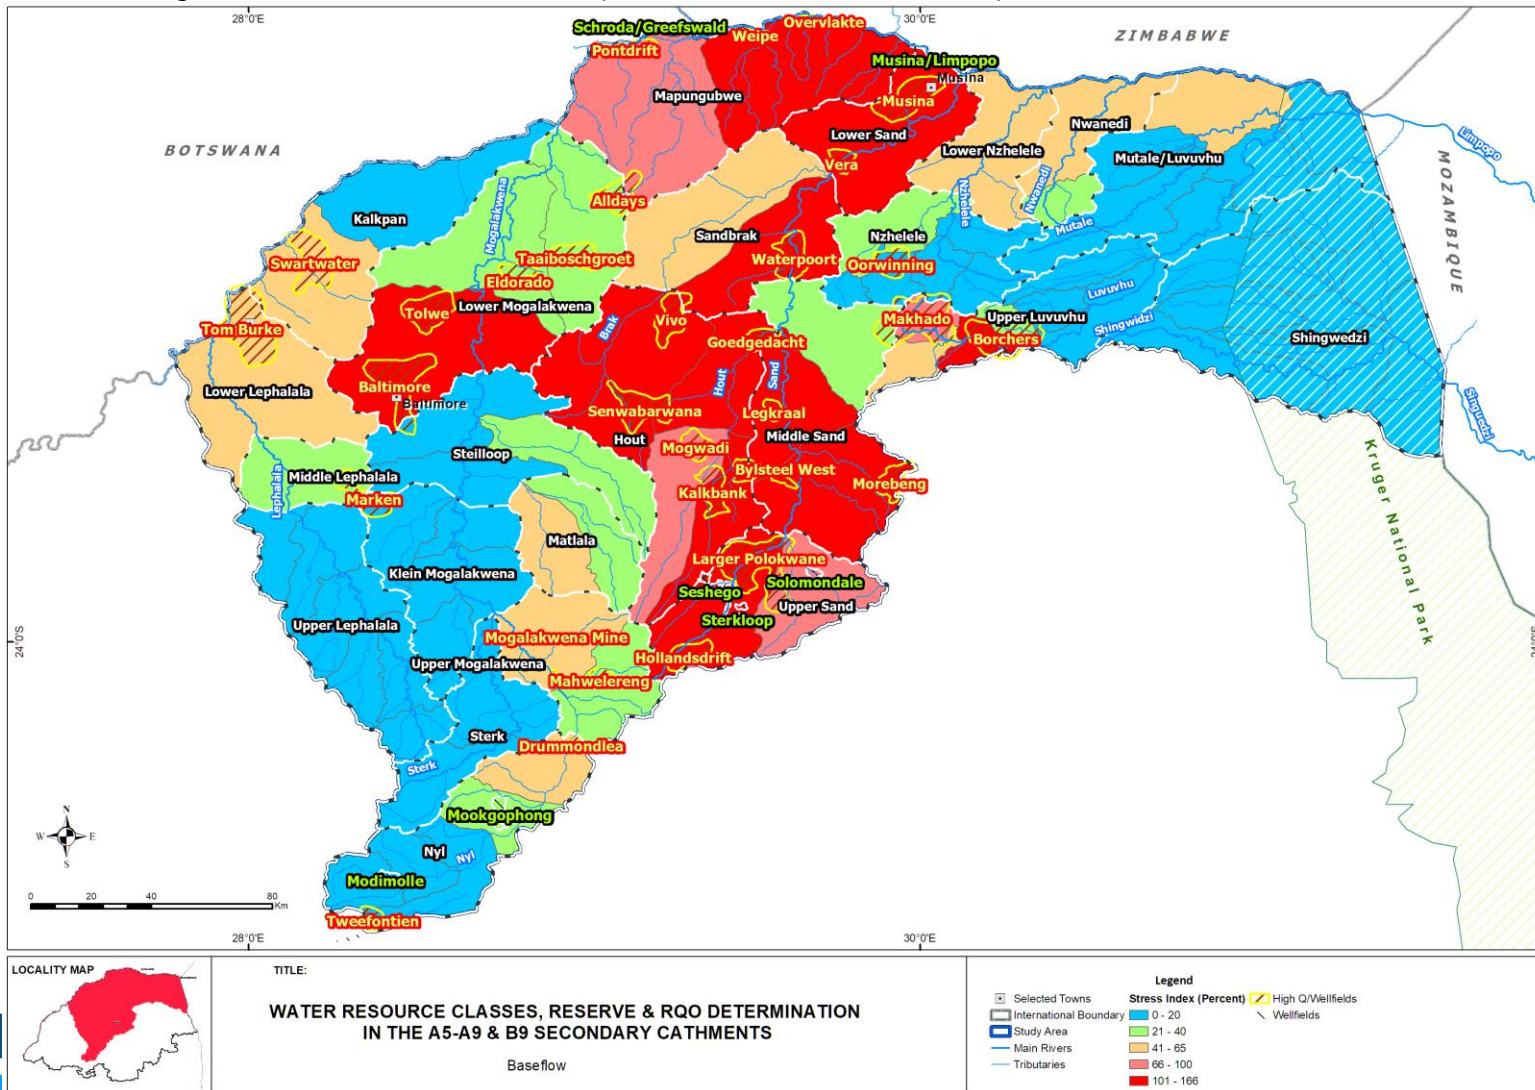 28°0'E
30°0'E
Schroda/Greefswald
Overvlakte
Weipe
Pontdrift
ZIMBABWE
Musina/Limpopo
Musina
Musina
Mapungubwe
Lower Sand
Nwanedi
Lower Nzhelele
Mutale/Luvuvhu
Limpopo
BOTSWANA
MOZAMBIQUE
Vera
Alldays
Nzhelele
Nwanedi
Mogalakwena
Kalkpan
Mutale
Sandbrak
Nzhelele
Swartwater
Taaiboschgroet
Waterpoort
Oorwinning
Eldorado
Luvuvhu
Lower Mogalakwena
Tolwe
Vivo
Makhado
Upper Luvuvhu
Tom Burke
Brak
Shingwidzi
Borchers
Shingwedzi
Goedgedacht
Hout
Sand
Lower Lephalala
Baltimore
Baltimore
Senwabarwana
Legkraal
Singwedzi
Hout
Middle Sand
Mogwadi
Steilloop
Kruger National Park
Middle Lephalala
Lephalala
Bylsteel West
Kalkbank
Morebeng
Marken
Matlala
Larger Polokwane
Klein Mogalakwena
Solomondale
Seshego
Upper Sand
Sterkloop
Upper Lephalala
24°0'S
24°0'S
Mogalakwena Mine
Hollandsdrift
Upper Mogalakwena
Mahwelereng
Sterk
Drummondlea
Sterk
Mookgophong
N
W E
S
Nyl
Nyl
Modimolle
0 20 40 80
Km
Tweefontien
28°0'E
30°0'E
LOCALITY MAP
TITLE:
WATER RESOURCE CLASSES, RESERVE & RQO DETERMINATION
IN THE A5-A9 & B9 SECONDARY CATHMENTS
Baseflow
Legend
Selected Towns
International Boundary
Study Area
Main Rivers
Tributaries
Stress Index (Percent)
0 - 20
21 - 40
41 - 65
66 - 100
101 - 166
High Q/Wellfields
Wellfields